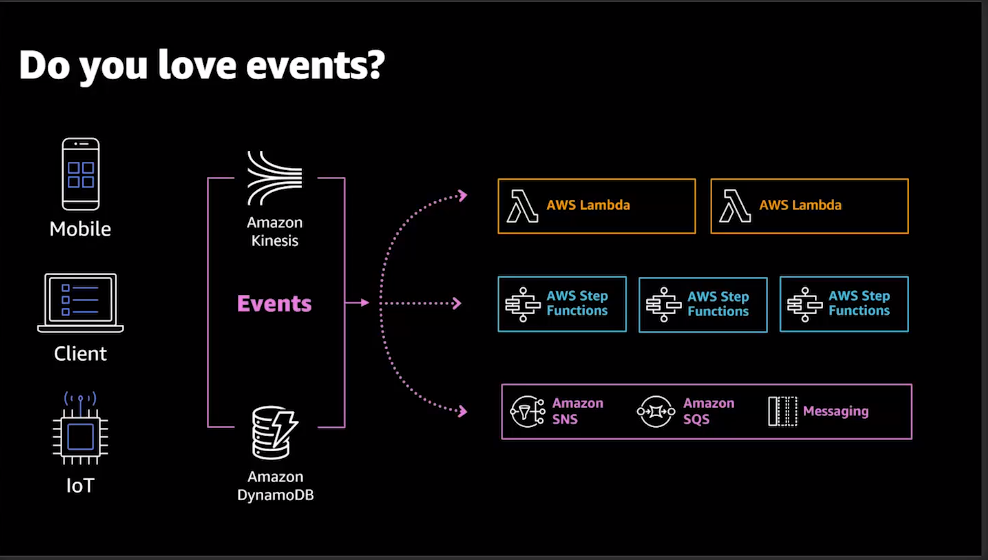 Do you love events?
Mobile
Client
IoT
Amazon
Kinesis
Events
Amazon
DynamoDB
AWS Lambda
AWS Lambda
AWS Step
Functions
AWS Step
Functions
AWS Step
Functions
Amazon
SNS
Amazon
SQS
Messaging